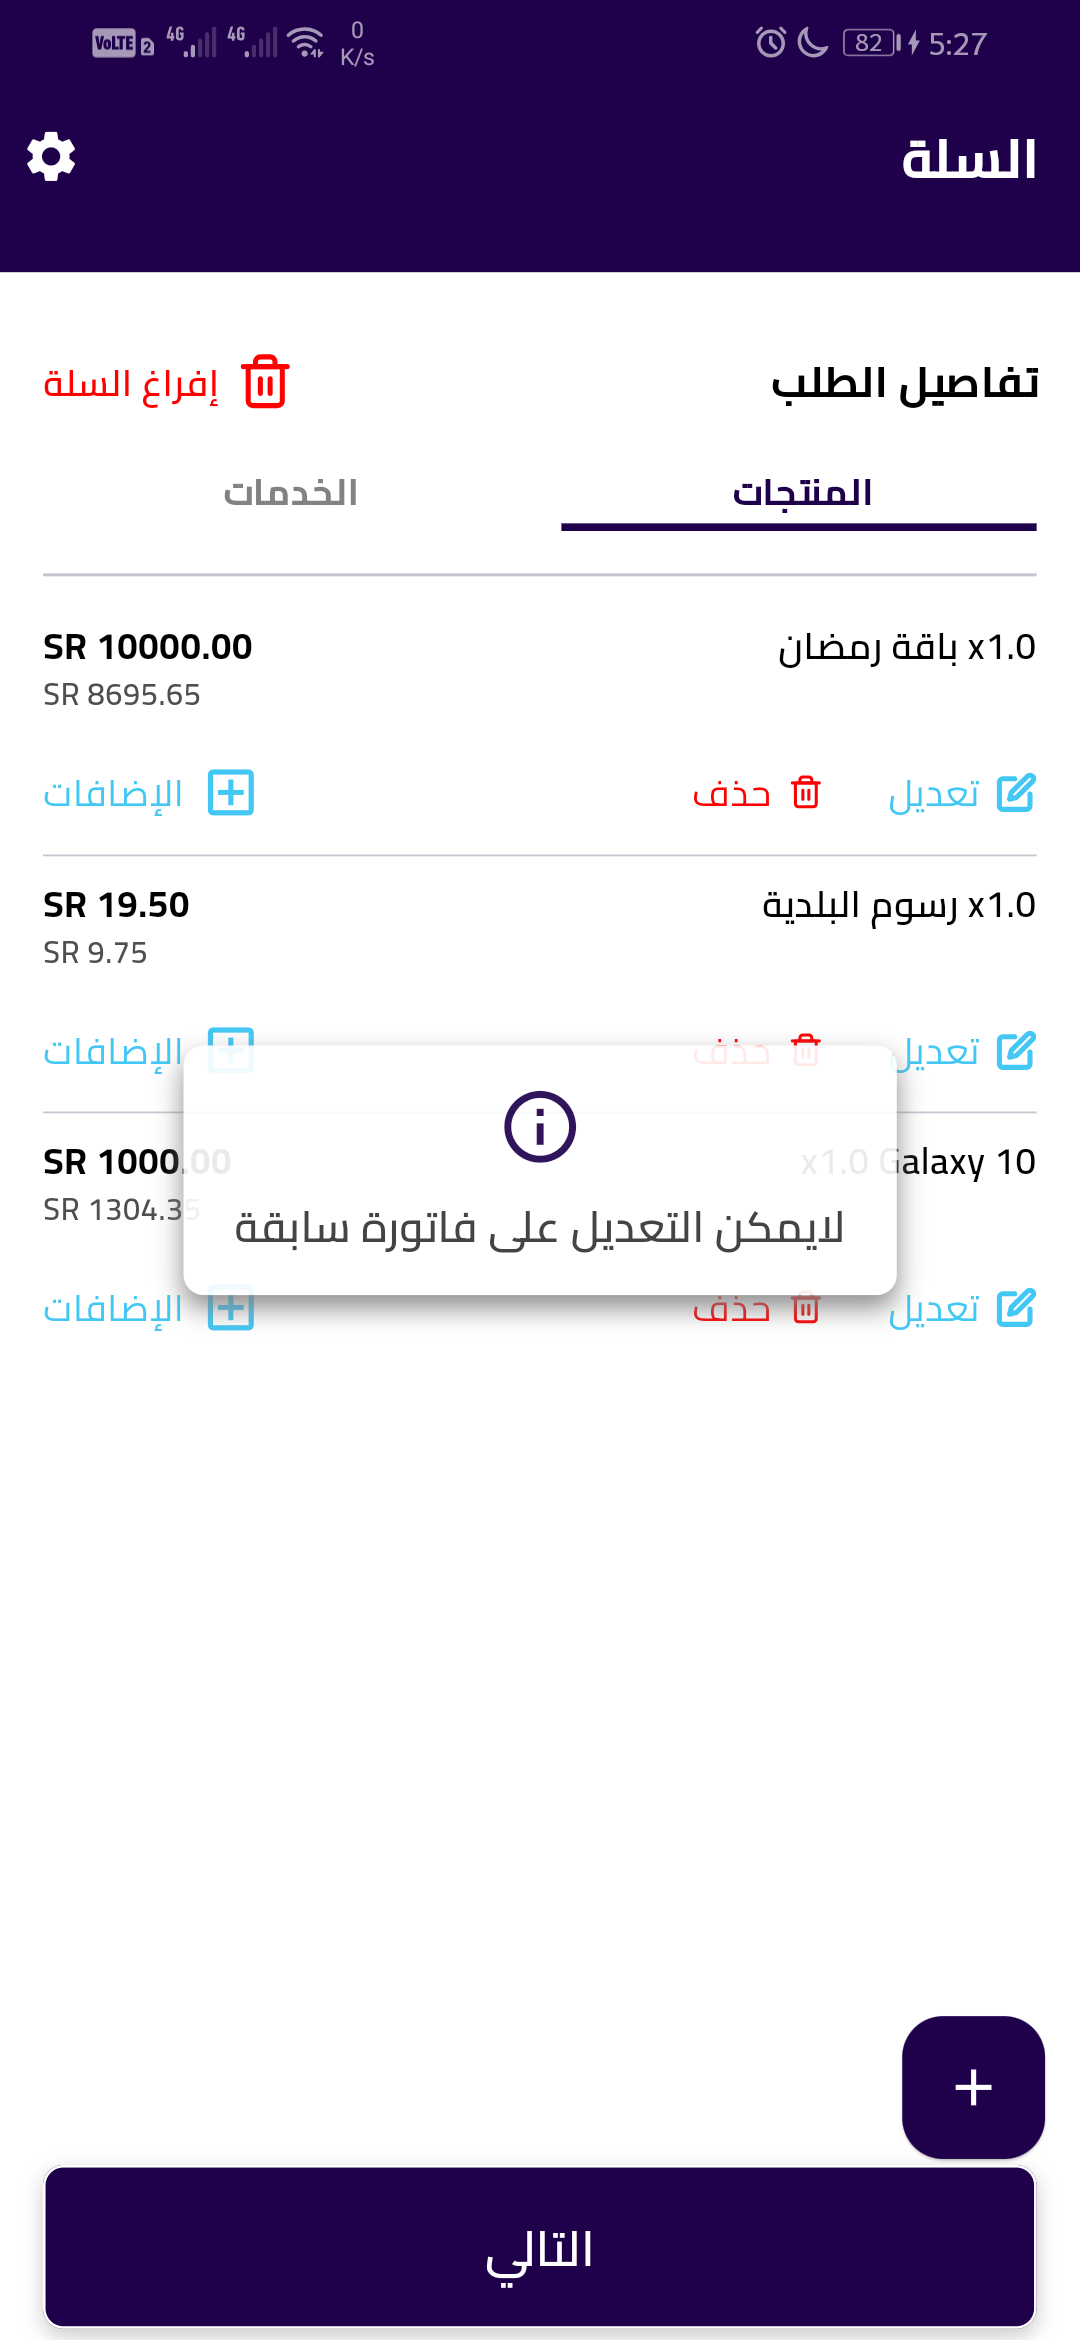 VoLTE 2 4G 4G 0 K/s 82 5:27
السلة
تفاصيل الطلب إفراغ السلة
المنتجات الخدمات
x1.0 باقة رمضان SR 10000.00
SR 8695.65
تعديل حذف الإضافات
x1.0 رسوم البلدية SR 19.50
SR 9.75
تعديل حذف الإضافات
x1.0 Galaxy 10 SR 1000.00
SR 1304.35
لايمكن التعديل على فاتورة سابقة
تعديل حذف الإضافات
التالي